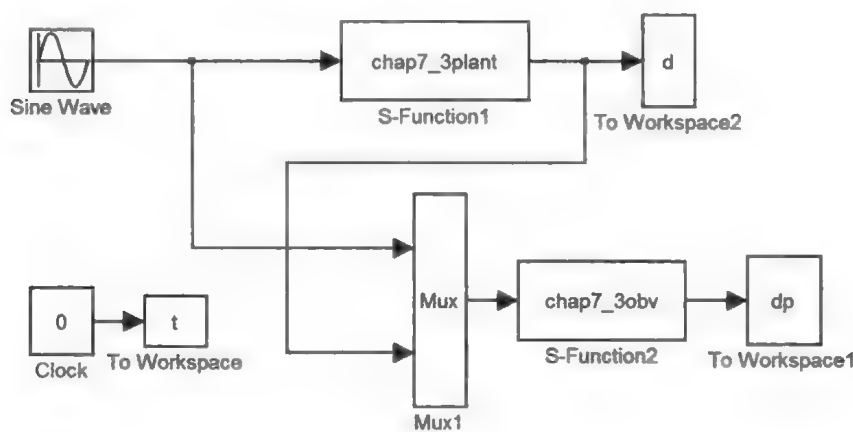 Sine Wave
chap7_3plant
S-Function1
d
To Workspace2
0
Clock
t
To Workspace
Mux
Mux1
chap7_3obv
S-Function2
dp
To Workspace1